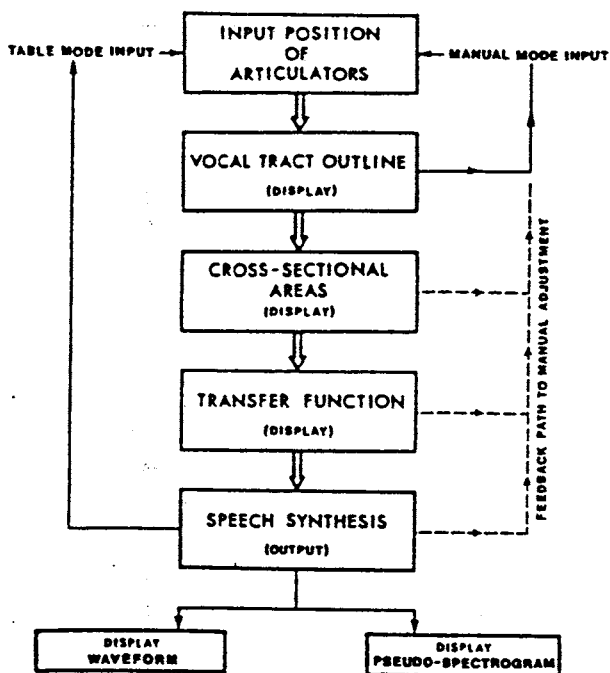 INPUT POSITION
OF
ARTICULATORS
TABLE MODE INPUT
MANUAL MODE INPUT
VOCAL TRACT OUTLINE
(DISPLAY)
CROSS-SECTIONAL
AREAS
(DISPLAY)
TRANSFER FUNCTION
(DISPLAY)
SPEECH SYNTHESIS
(OUTPUT)
FEEDBACK PATH TO MANUAL ADJUSTMENT
DISPLAY
WAVEFORM
DISPLAY
PSEUDO-SPECTROGRAM